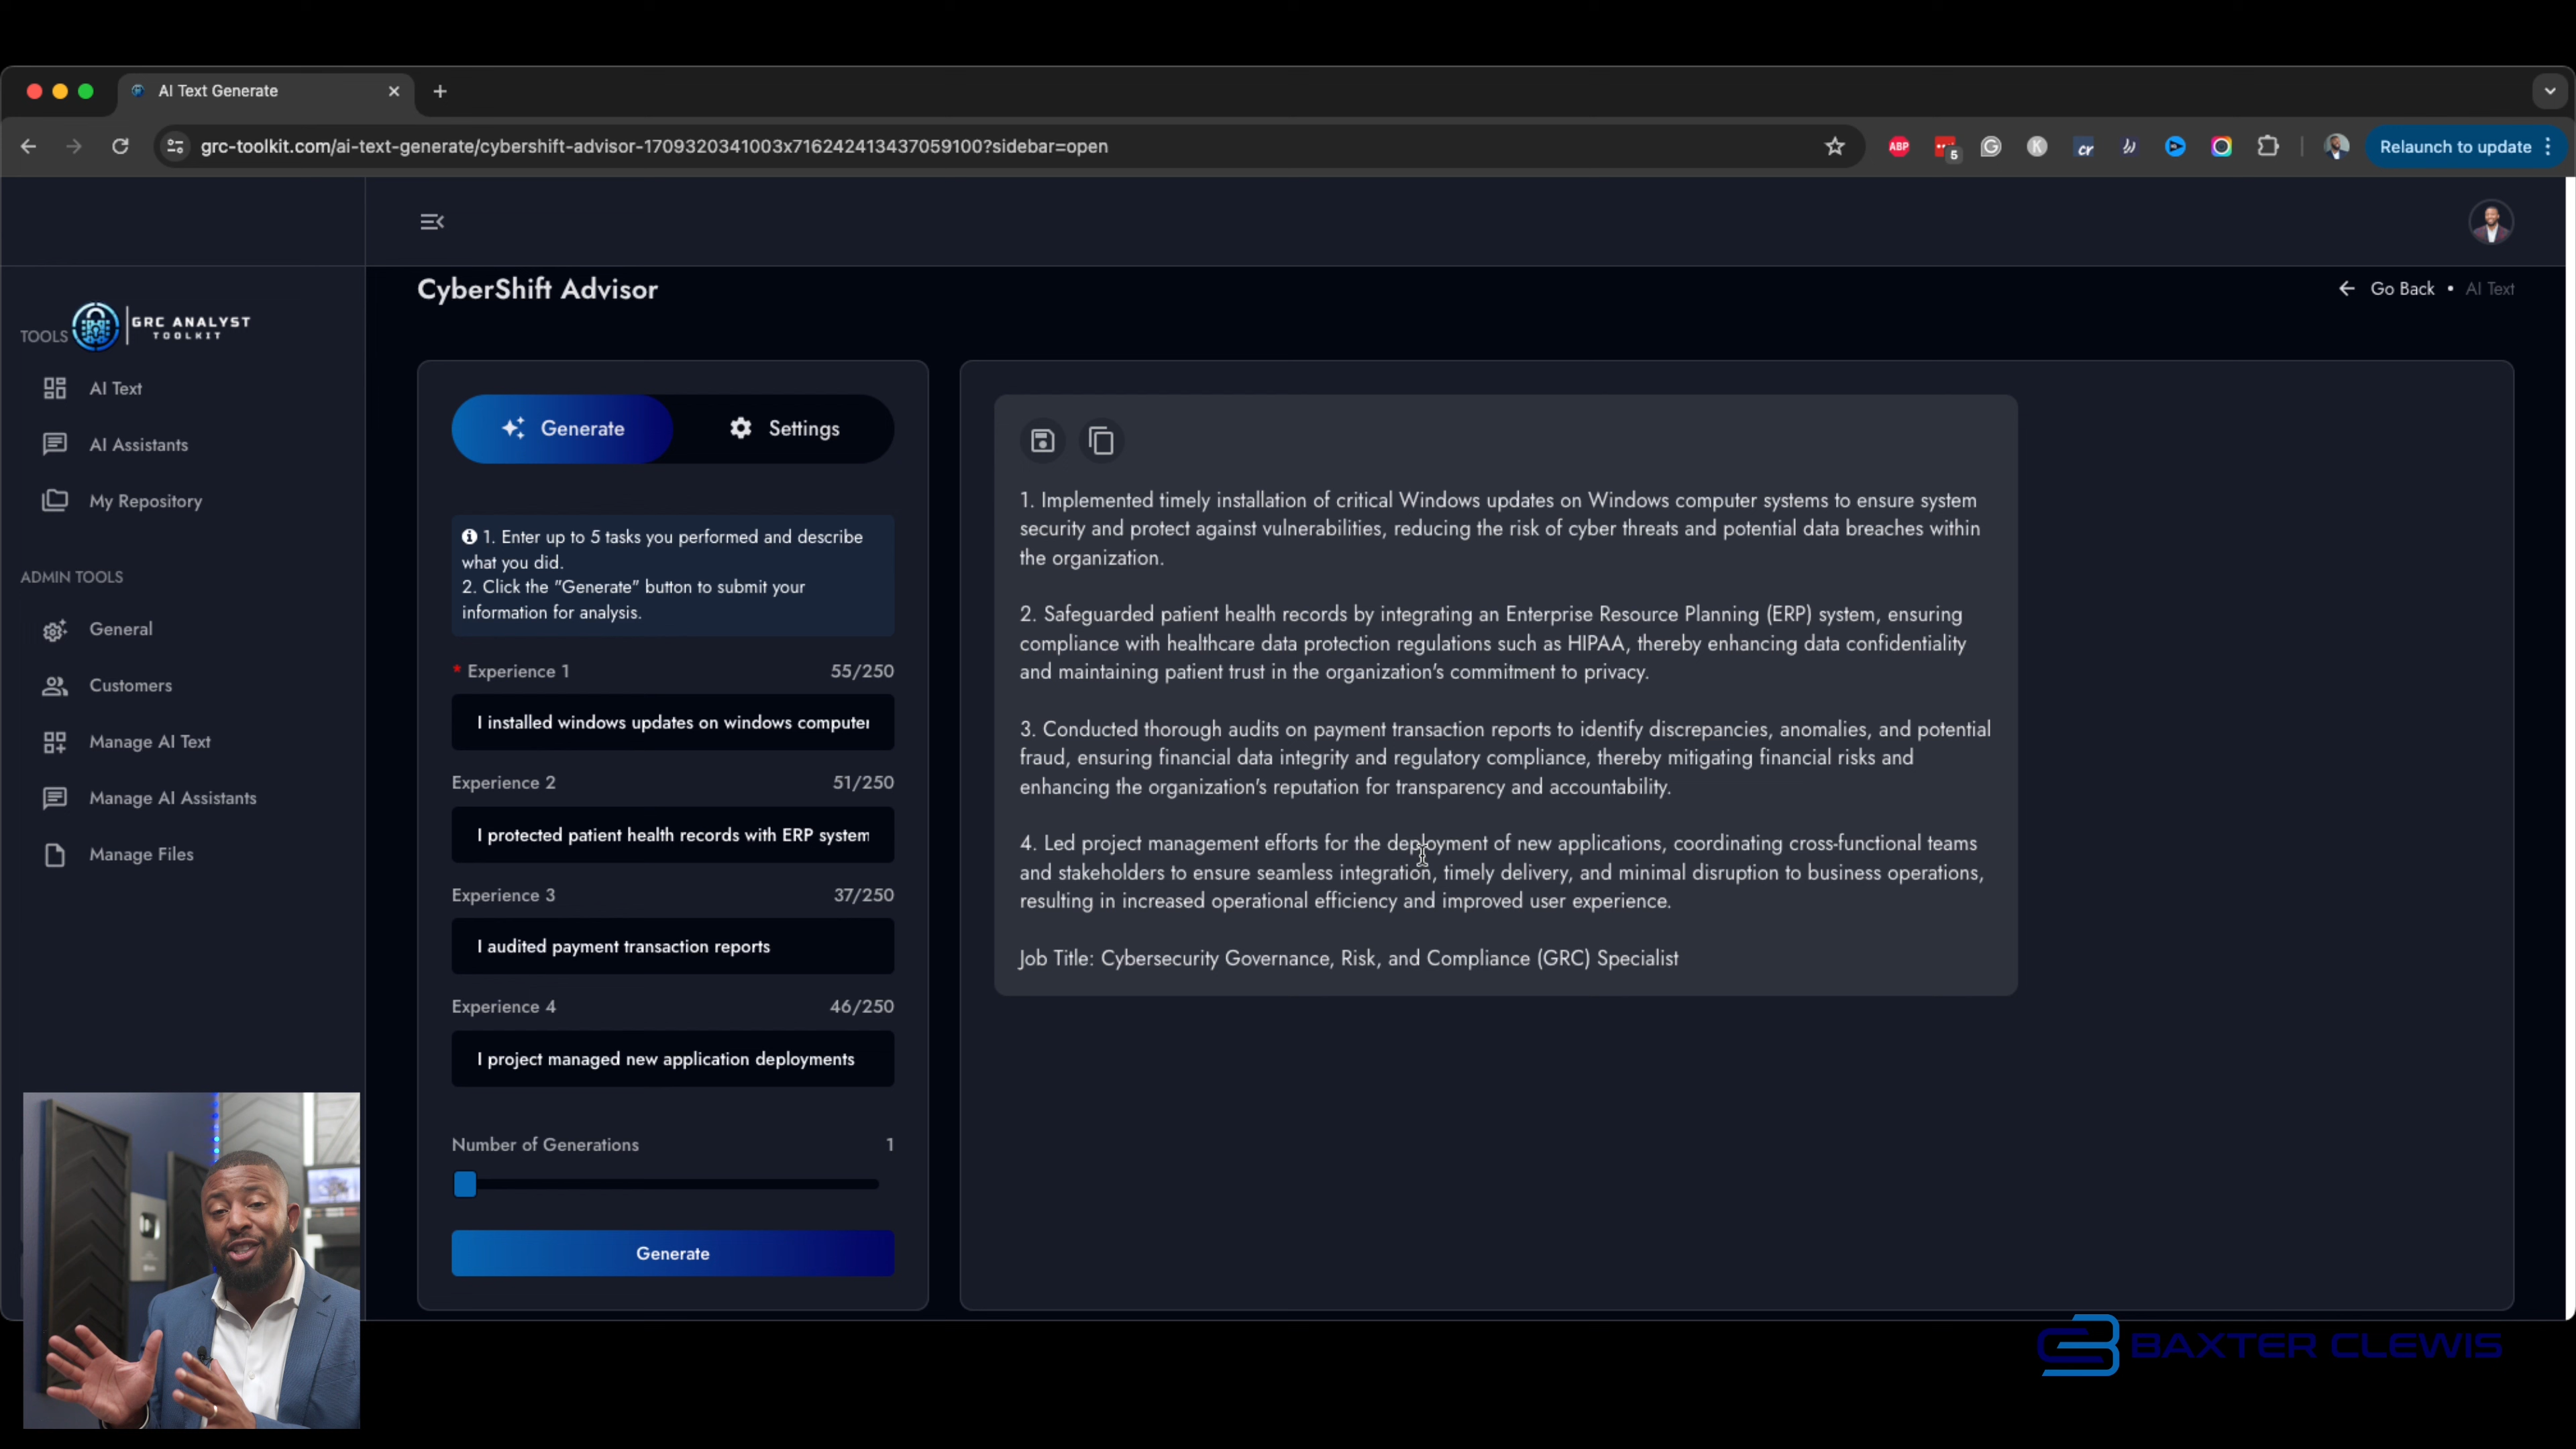 AI Text Generate
grc-toolkit.com/ai-text-generate/cybershift-advisor-1709320341003x716242413437059100?sidebar=open
ABP
5
K
cr
Relaunch to update
CyberShift Advisor
Go Back • AI Text
TOOLS
GRC ANALYST
TOOLKIT
AI Text
AI Assistants
My Repository
ADMIN TOOLS
General
Customers
Manage AI Text
Manage AI Assistants
Manage Files
Generate
Settings
1. Enter up to 5 tasks you performed and describe
what you did.
2. Click the "Generate" button to submit your
information for analysis.
* Experience 1 55/250
I installed windows updates on windows computer
Experience 2 51/250
I protected patient health records with ERP system
Experience 3 37/250
I audited payment transaction reports
Experience 4 46/250
I project managed new application deployments
Number of Generations 1
Generate
1. Implemented timely installation of critical Windows updates on Windows computer systems to ensure system
security and protect against vulnerabilities, reducing the risk of cyber threats and potential data breaches within
the organization.
2. Safeguarded patient health records by integrating an Enterprise Resource Planning (ERP) system, ensuring
compliance with healthcare data protection regulations such as HIPAA, thereby enhancing data confidentiality
and maintaining patient trust in the organization's commitment to privacy.
3. Conducted thorough audits on payment transaction reports to identify discrepancies, anomalies, and potential
fraud, ensuring financial data integrity and regulatory compliance, thereby mitigating financial risks and
enhancing the organization's reputation for transparency and accountability.
4. Led project management efforts for the deployment of new applications, coordinating cross-functional teams
and stakeholders to ensure seamless integration, timely delivery, and minimal disruption to business operations,
resulting in increased operational efficiency and improved user experience.
Job Title: Cybersecurity Governance, Risk, and Compliance (GRC) Specialist
BAXTER CLEWIS